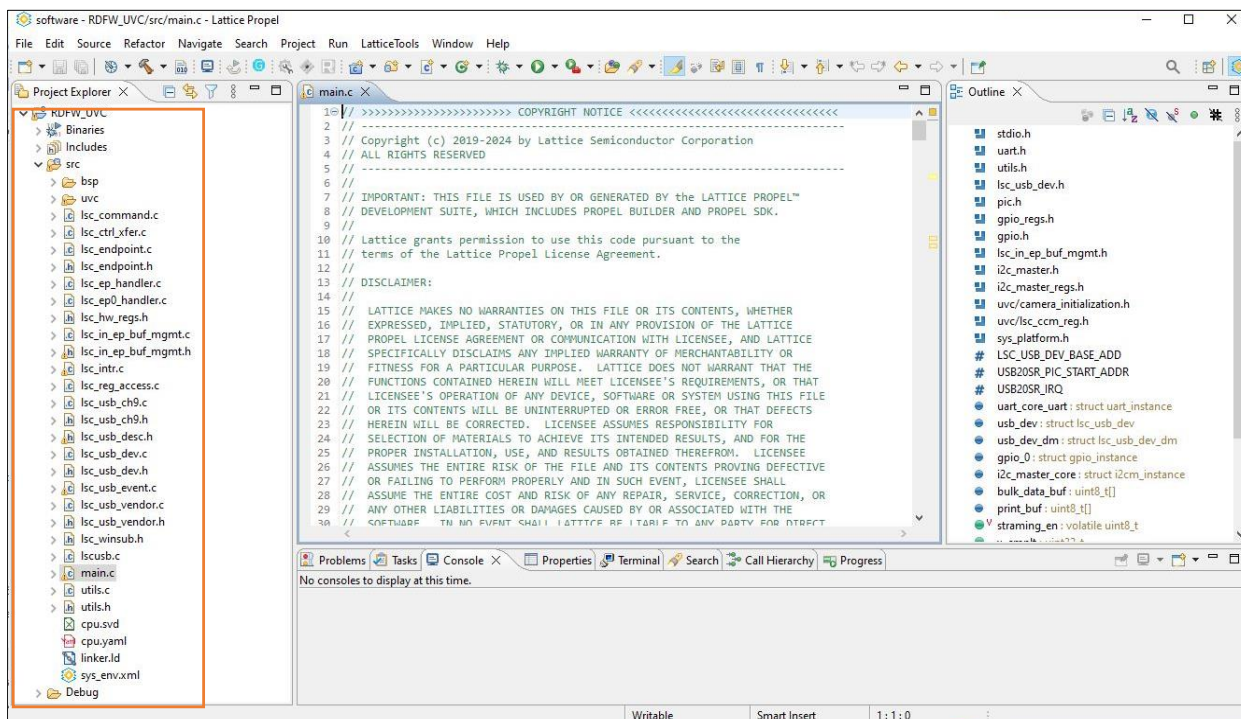 software - RDFW_UVC/src/main.c - Lattice Propel
File Edit Source Refactor Navigate Search Project Run LatticeTools Window Help
Project Explorer
RDFW_UVC
Binaries
Includes
src
bsp
uvc
lsc_command.c
lsc_ctrl_xfer.c
lsc_endpoint.c
lsc_endpoint.h
lsc_ep_handler.c
lsc_ep0_handler.c
lsc_hw_regs.h
lsc_in_ep_buf_mgmt.c
lsc_in_ep_buf_mgmt.h
lsc_intr.c
lsc_reg_access.c
lsc_usb_ch9.c
lsc_usb_ch9.h
lsc_usb_desc.h
lsc_usb_dev.c
lsc_usb_dev.h
lsc_usb_event.c
lsc_usb_vendor.c
lsc_usb_vendor.h
lsc_winsub.h
lscusb.c
main.c
utils.c
utils.h
cpu.svd
cpu.yaml
linker.ld
sys_env.xml
Debug
main.c
1 // >>>>>>>>>>>>>>>>>>>>>>> COPYRIGHT NOTICE <<<<<<<<<<<<<<<<<<<<<<<<<<<<<<<<<
2 // ---------------------------------------------------------------------------
3 // Copyright (c) 2019-2024 by Lattice Semiconductor Corporation
4 // ALL RIGHTS RESERVED
5 // ---------------------------------------------------------------------------
6 //
7 // IMPORTANT: THIS FILE IS USED BY OR GENERATED BY the LATTICE PROPEL™
8 // DEVELOPMENT SUITE, WHICH INCLUDES PROPEL BUILDER AND PROPEL SDK.
9 //
10 // Lattice grants permission to use this code pursuant to the
11 // terms of the Lattice Propel License Agreement.
12 //
13 // DISCLAIMER:
14 //
15 // LATTICE MAKES NO WARRANTIES ON THIS FILE OR ITS CONTENTS, WHETHER
16 // EXPRESSED, IMPLIED, STATUTORY, OR IN ANY PROVISION OF THE LATTICE
17 // PROPEL LICENSE AGREEMENT OR COMMUNICATION WITH LICENSEE, AND LATTICE
18 // SPECIFICALLY DISCLAIMS ANY IMPLIED WARRANTY OF MERCHANTABILITY OR
19 // FITNESS FOR A PARTICULAR PURPOSE. LATTICE DOES NOT WARRANT THAT THE
20 // FUNCTIONS CONTAINED HEREIN WILL MEET LICENSEE'S REQUIREMENTS, OR THAT
21 // LICENSEE'S OPERATION OF ANY DEVICE, SOFTWARE OR SYSTEM USING THIS FILE
22 // OR ITS CONTENTS WILL BE UNINTERRUPTED OR ERROR FREE, OR THAT DEFECTS
23 // HEREIN WILL BE CORRECTED. LICENSEE ASSUMES RESPONSIBILITY FOR
24 // SELECTION OF MATERIALS TO ACHIEVE ITS INTENDED RESULTS, AND FOR THE
25 // PROPER INSTALLATION, USE, AND RESULTS OBTAINED THEREFROM. LICENSEE
26 // ASSUMES THE ENTIRE RISK OF THE FILE AND ITS CONTENTS PROVING DEFECTIVE
27 // OR FAILING TO PERFORM PROPERLY AND IN SUCH EVENT, LICENSEE SHALL
28 // ASSUME THE ENTIRE COST AND RISK OF ANY REPAIR, SERVICE, CORRECTION, OR
29 // ANY OTHER LIABILITIES OR DAMAGES CAUSED BY OR ASSOCIATED WITH THE
30 // SOFTWARE. IN NO EVENT SHALL LATTICE BE LIABLE TO ANY PARTY FOR DIRECT
Outline
stdio.h
uart.h
utils.h
lsc_usb_dev.h
pic.h
gpio_regs.h
gpio.h
lsc_in_ep_buf_mgmt.h
i2c_master.h
i2c_master_regs.h
uvc/camera_initialization.h
uvc/lsc_ccm_reg.h
sys_platform.h
LSC_USB_DEV_BASE_ADD
USB20SR_PIC_START_ADDR
USB20SR_IRQ
uart_core_uart : struct uart_instance
usb_dev : struct lsc_usb_dev
usb_dev_dm : struct lsc_usb_dev_dm
gpio_0 : struct gpio_instance
i2c_master_core : struct i2cm_instance
bulk_data_buf : uint8_t[]
print_buf : uint8_t[]
straming_en : volatile uint8_t
Problems Tasks Console Properties Terminal Search Call Hierarchy Progress
No consoles to display at this time.
Writable Smart Insert 1 : 1 : 0